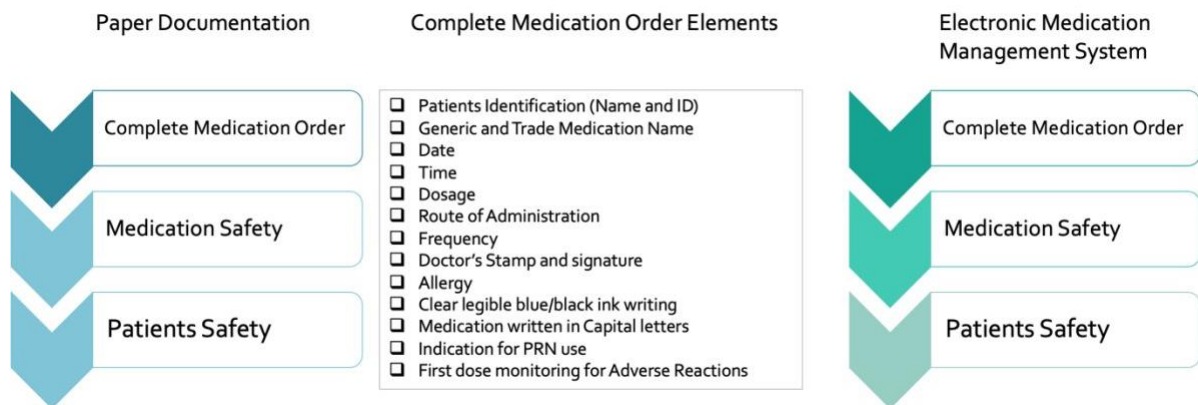 Paper Documentation
Complete Medication Order
Medication Safety
Patients Safety
Complete Medication Order Elements
❑ Patients Identification (Name and ID)
❑ Generic and Trade Medication Name
❑ Date
❑ Time
❑ Dosage
❑ Route of Administration
❑ Frequency
❑ Doctor's Stamp and signature
❑ Allergy
❑ Clear legible blue/black ink writing
❑ Medication written in Capital letters
❑ Indication for PRN use
❑ First dose monitoring for Adverse Reactions
Electronic Medication
Management System
Complete Medication Order
Medication Safety
Patients Safety